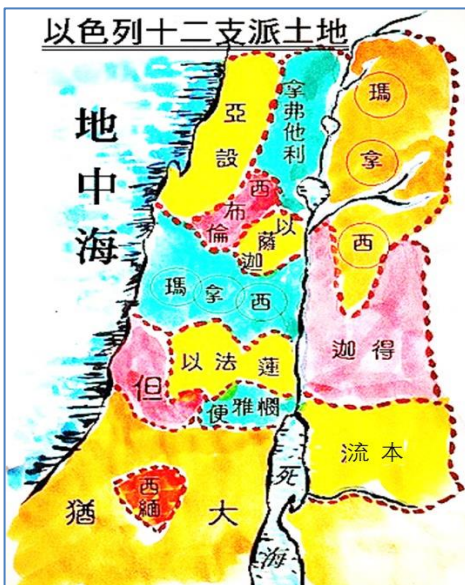 以色列十二支派土地
地中海
亞設
拿弗他利
瑪拿西
西布倫
以薩迦
瑪拿西
迦得
以法蓮
但
便雅憫
流本
猶大
西緬
死海